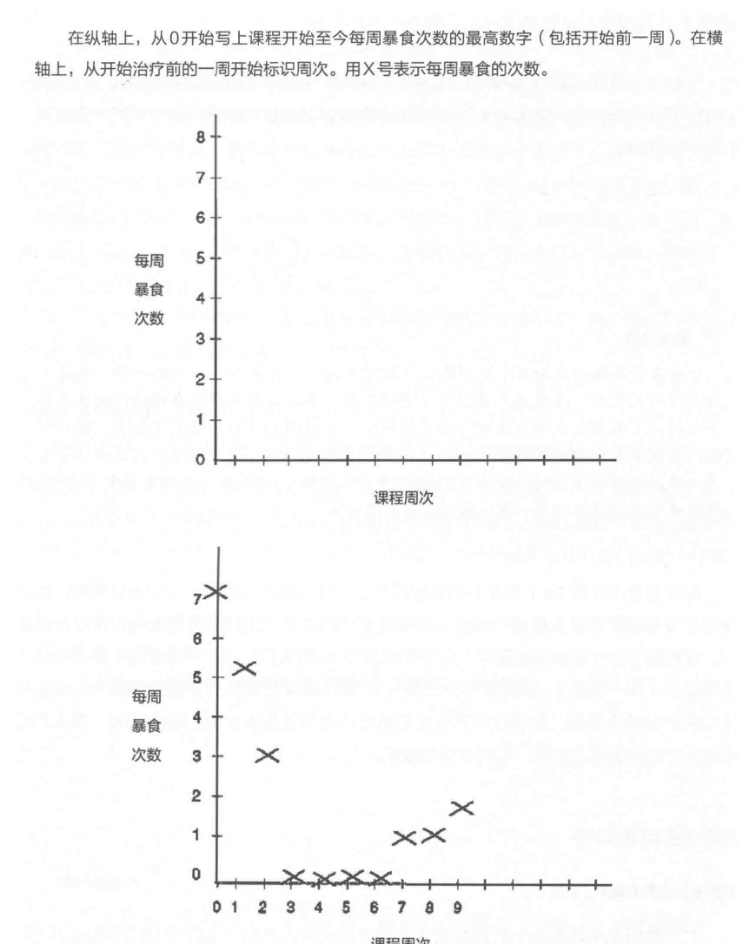 在纵轴上，从0开始写上课程开始至今每周暴食次数的最高数字（包括开始前一周）。在横
轴上，从开始治疗前的一周开始标识周次。用X号表示每周暴食的次数。
8
7
6
每周 5
暴食 4
次数
3
2
1
0
课程周次
7
6
5
每周
暴食 4
次数 3
2
1
0
0 1 2 3 4 5 6 7 8 9
课程周次